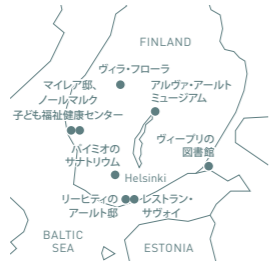 FINLAND
ヴィラ・フローラ
マイレア邸、
ノールマルク
子ども福祉健康センター
アルヴァ・アールト
ミュージアム
ヴィープリの
図書館
パイミオの
サナトリウム
Helsinki
リーヒティの
アールト邸
レストラン・
サヴォイ
BALTIC
SEA
ESTONIA